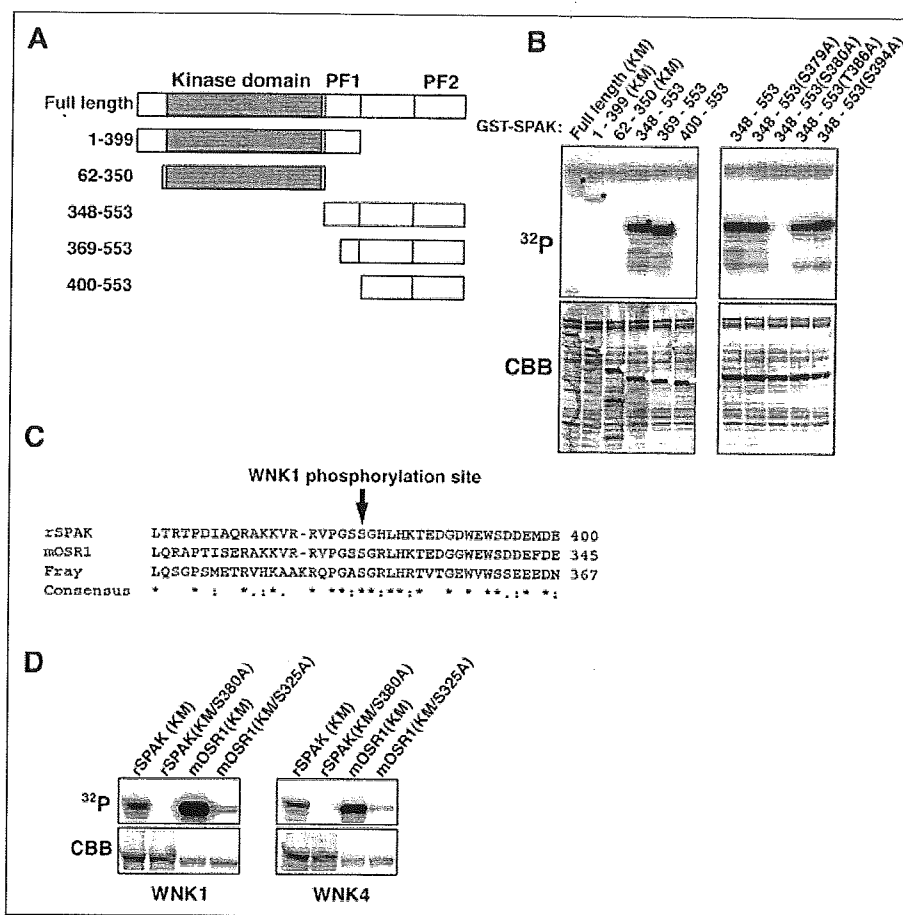 A
Kinase domain PF1 PF2
Full length
1-399
62-350
348-553
369-553
400-553
B
GST-SPAK:
Full length (KM)
1 - 399 (KM)
62 - 350 (KM)
348 - 553
369 - 553
400 - 553
348 - 553
348 - 553(S379A)
348 - 553(S380A)
348 - 553(T386A)
348 - 553(S394A)
32P
CBB
C
WNK1 phosphorylation site
rSPAK LTRTPDIAQRAKKVR-RVPGSSGHLHKTEDGDWEWSDDEMDE 400
mOSR1 LQRAPTISERAKKVR-RVPGSSGRLHKTEDGGWEWSDDEFDE 345
Fray LQSGPSMETRVHKAAKRQPGASGRLHRTVTGEWVWSSEEEDN 367
Consensus * * : *.:*. * **:**:**:* * * **.:* *:
D
rSPAK (KM)
rSPAK(KM/S380A)
mOSR1(KM)
mOSR1(KM/S325A)
rSPAK (KM)
rSPAK(KM/S380A)
mOSR1(KM)
mOSR1(KM/S325A)
32P
CBB
WNK1 WNK4